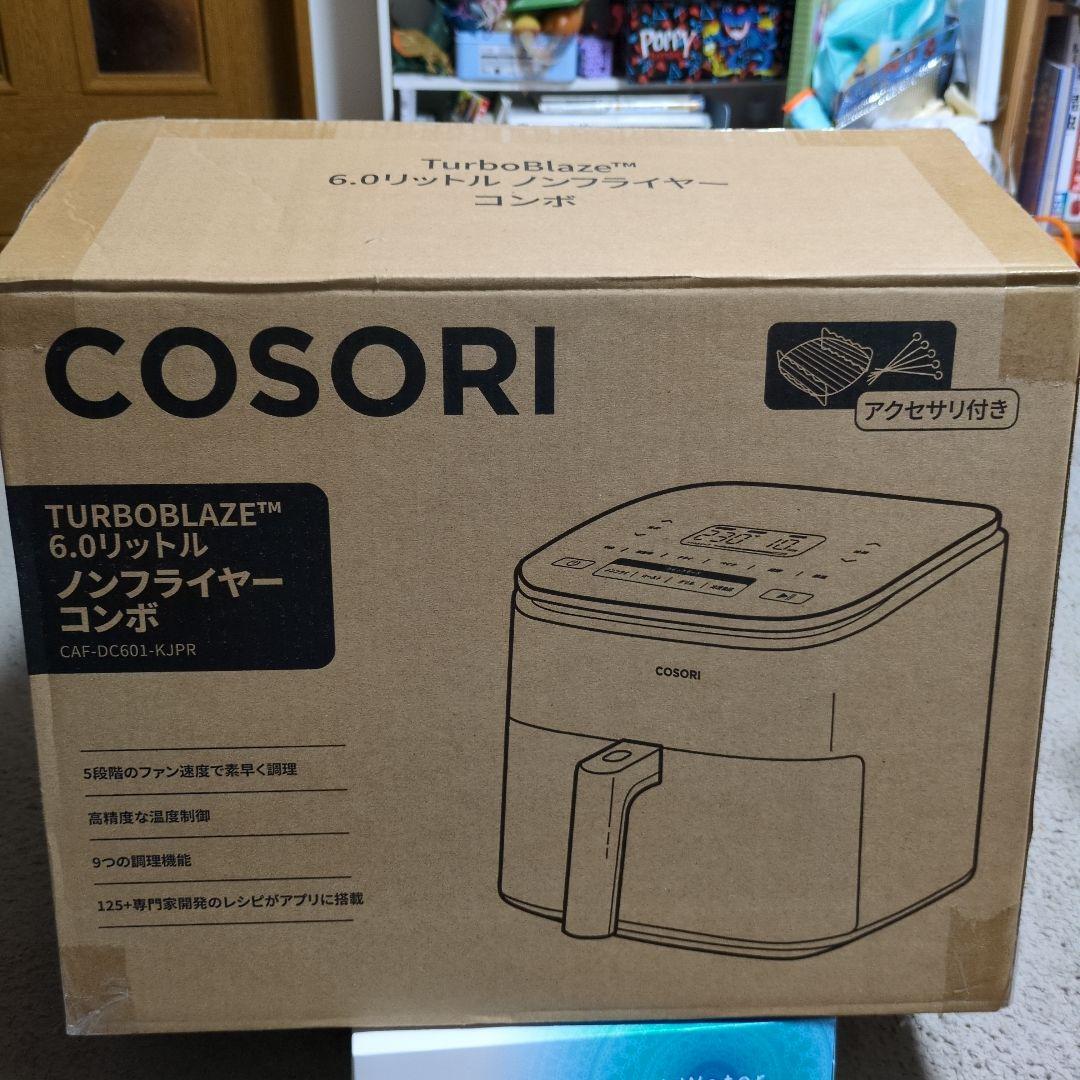 Poppy
TurboBlaze™
6.0リットル ノンフライヤー
コンボ
COSORI
アクセサリ付き
TURBOBLAZE™
6.0リットル
ノンフライヤー
コンボ
CAF-DC601-KJPR
230 10
COSORI
5段階のファン速度で素早く調理
高精度な温度制御
9つの調理機能
125+専門家開発のレシピがアプリに搭載
Water